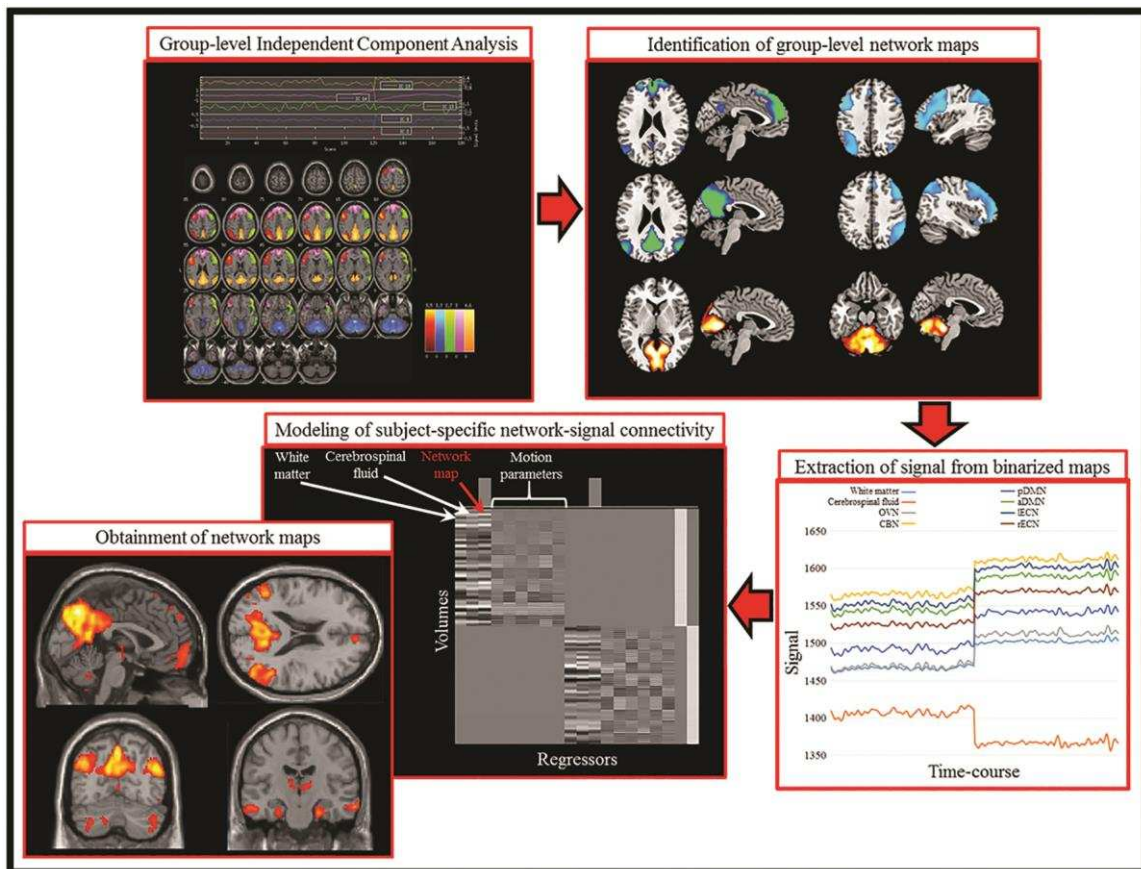 Group-level Independent Component Analysis
Identification of group-level network maps
Modeling of subject-specific network-signal connectivity
White
matter
Cerebrospinal
fluid
Network
map
Motion
parameters
Volumes
Regressors
Extraction of signal from binarized maps
White matter
Cerebrospinal fluid
OVN
CBN
pDMN
aDMN
lECN
rECN
1650
1600
1550
1500
1450
1400
1350
Signal
Time-course
Obtainment of network maps